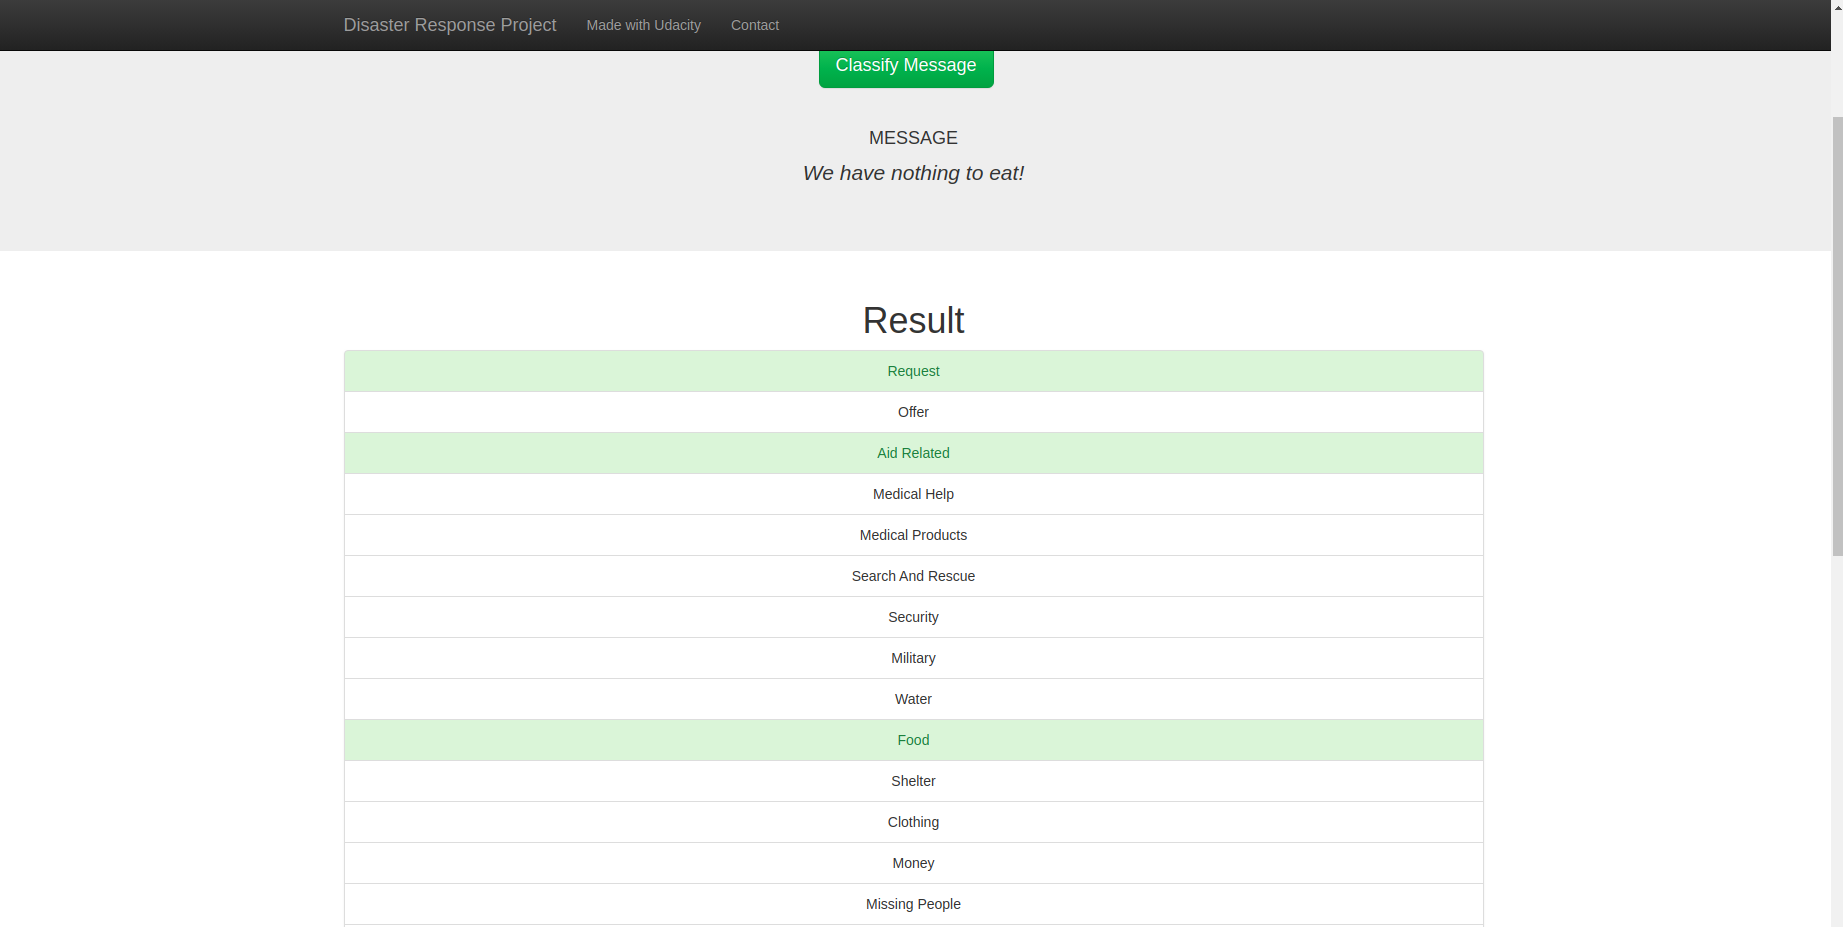 Disaster Response Project Made with Udacity Contact
Classify Message
MESSAGE
We have nothing to eat!
Result
Request
Offer
Aid Related
Medical Help
Medical Products
Search And Rescue
Security
Military
Water
Food
Shelter
Clothing
Money
Missing People